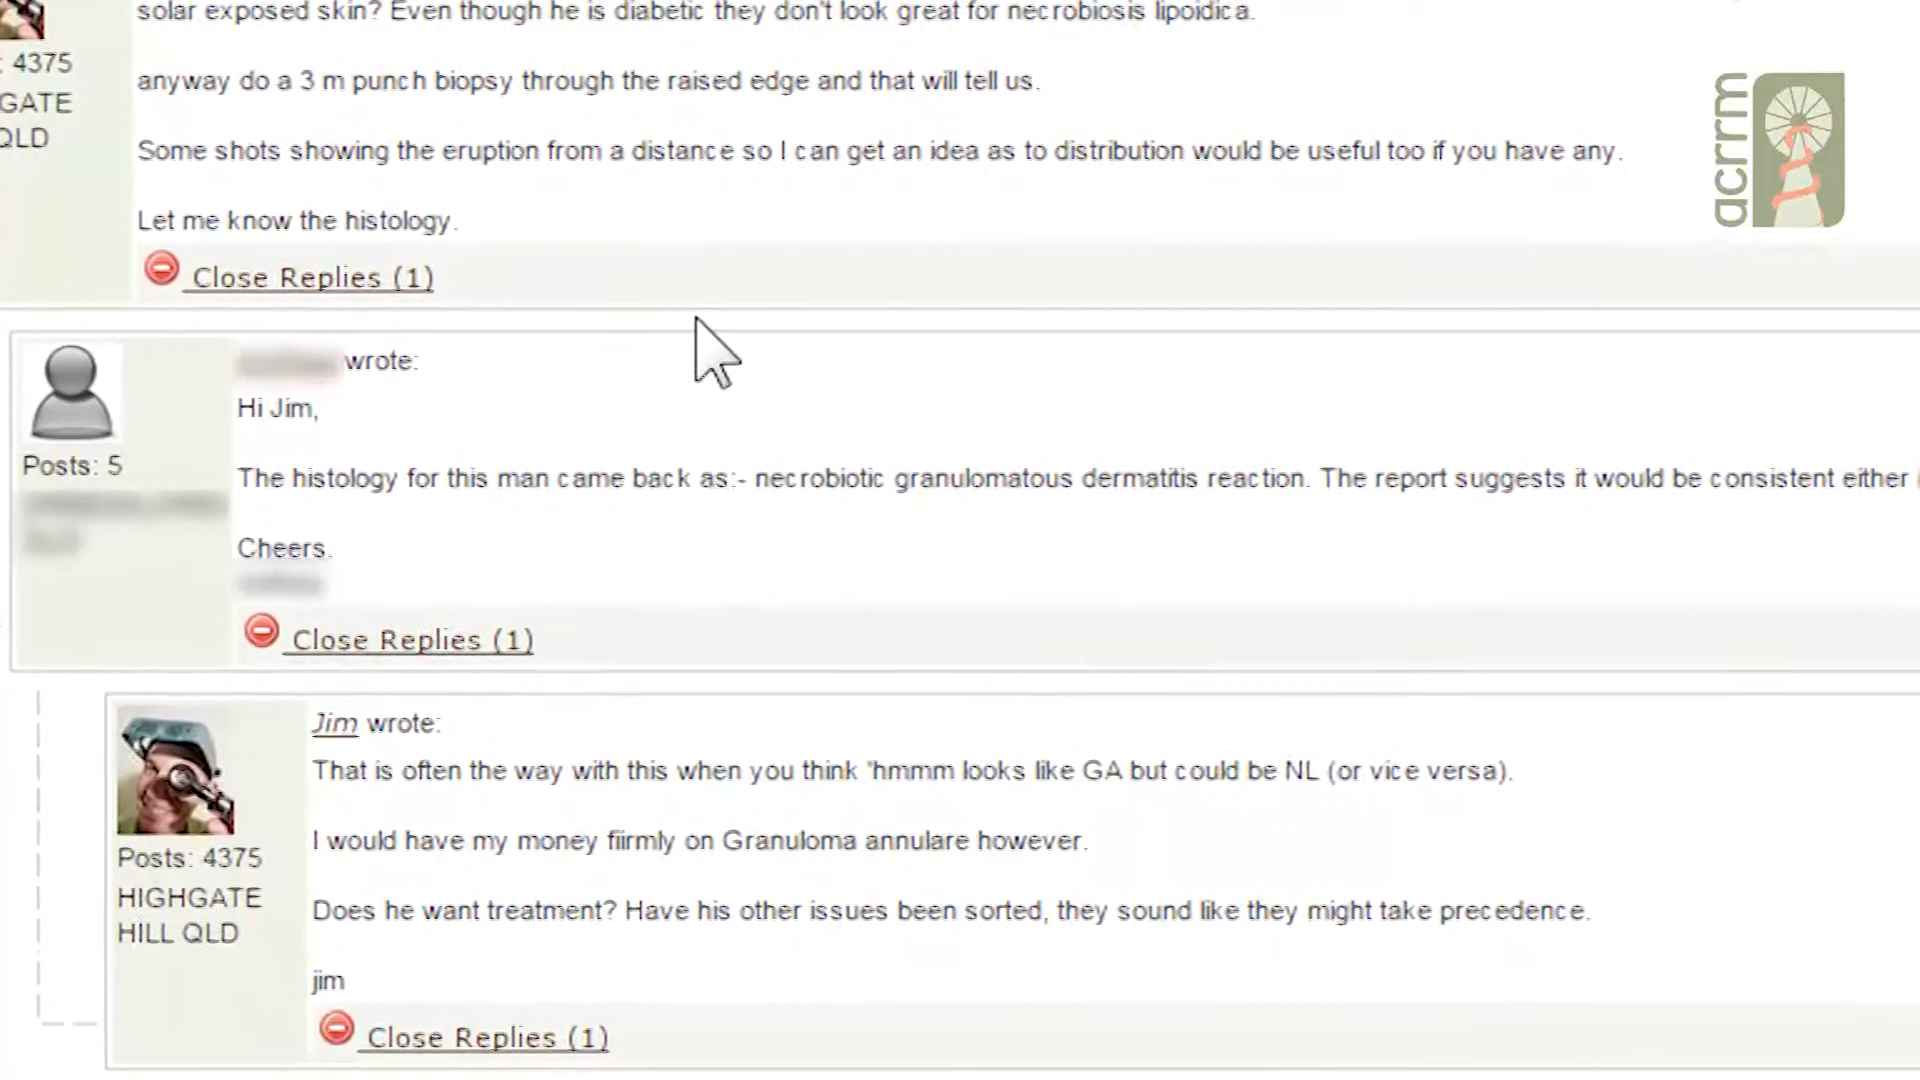 solar exposed skin? Even though he is diabetic they don't look great for necrobiosis lipoidica.
: 4375
GATE
QLD
anyway do a 3 m punch biopsy through the raised edge and that will tell us.
Some shots showing the eruption from a distance so I can get an idea as to distribution would be useful too if you have any.
Let me know the histology.
Close Replies (1)
acrrm
wrote:
Hi Jim,
Posts: 5
The histology for this man came back as:- necrobiotic granulomatous dermatitis reaction. The report suggests it would be consistent either
Cheers.
Close Replies (1)
Jim wrote:
That is often the way with this when you think "hmmm looks like GA but could be NL (or vice versa).
I would have my money fiirmly on Granuloma annulare however.
Posts: 4375
HIGHGATE
HILL QLD
Does he want treatment? Have his other issues been sorted, they sound like they might take precedence.
jim
Close Replies (1)